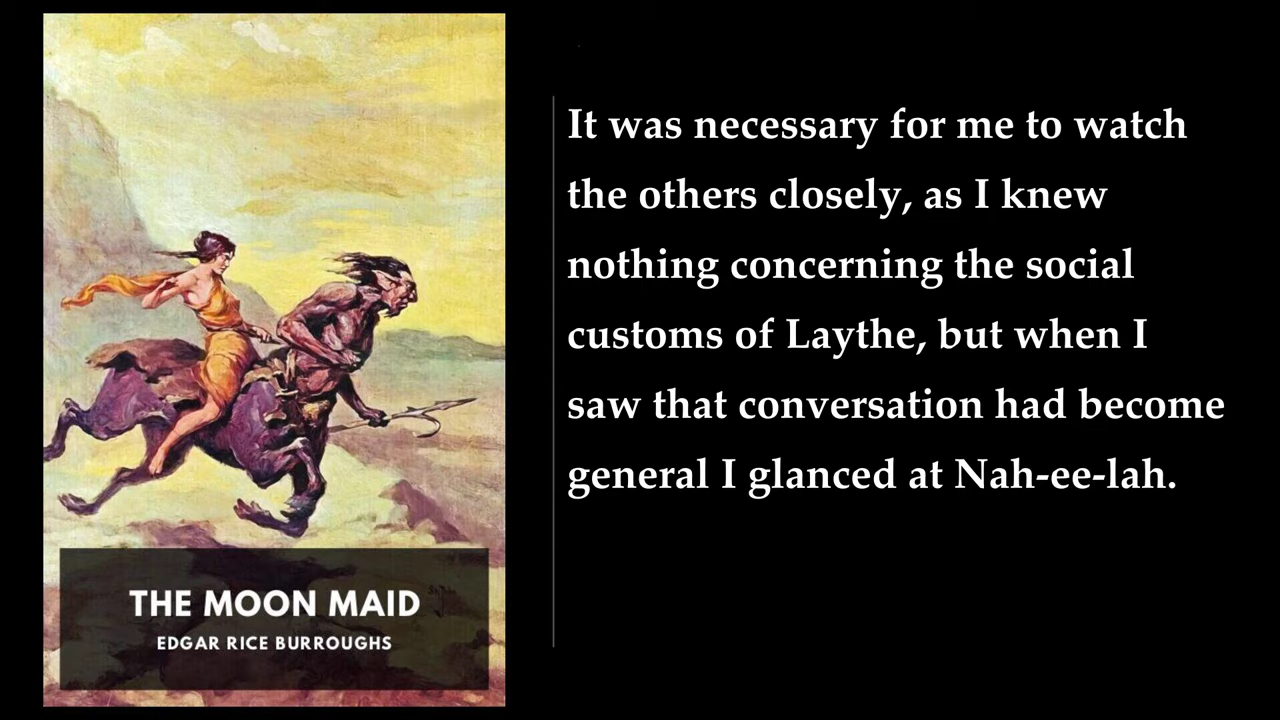 THE MOON MAID
EDGAR RICE BURROUGHS
It was necessary for me to watch
the others closely, as I knew
nothing concerning the social
customs of Laythe, but when I
saw that conversation had become
general I glanced at Nah-ee-lah.